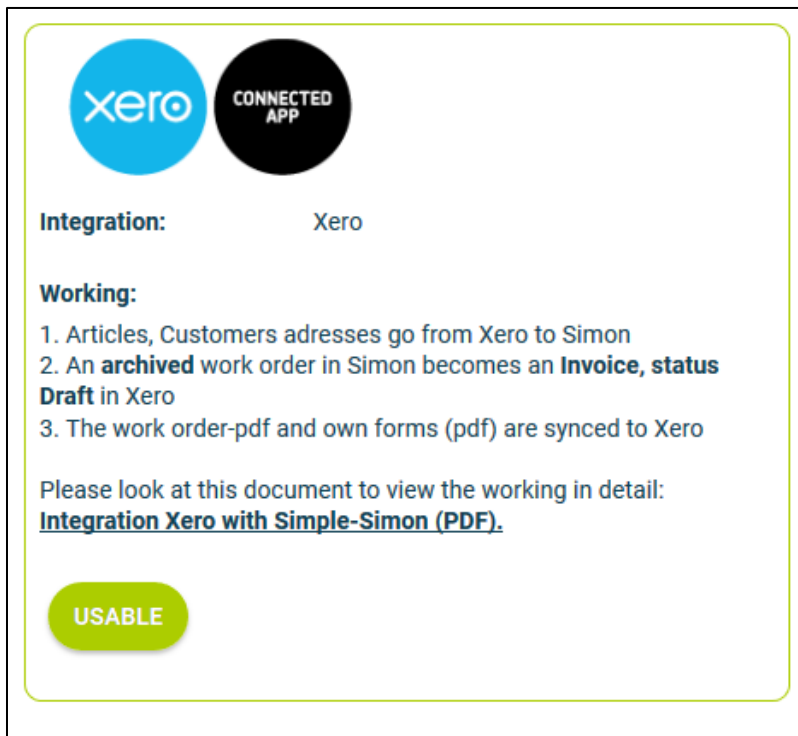 xero
CONNECTED
APP
Integration: Xero
Working:
1. Articles, Customers adresses go from Xero to Simon
2. An archived work order in Simon becomes an Invoice, status
Draft in Xero
3. The work order-pdf and own forms (pdf) are synced to Xero
Please look at this document to view the working in detail:
Integration Xero with Simple-Simon (PDF).
USABLE